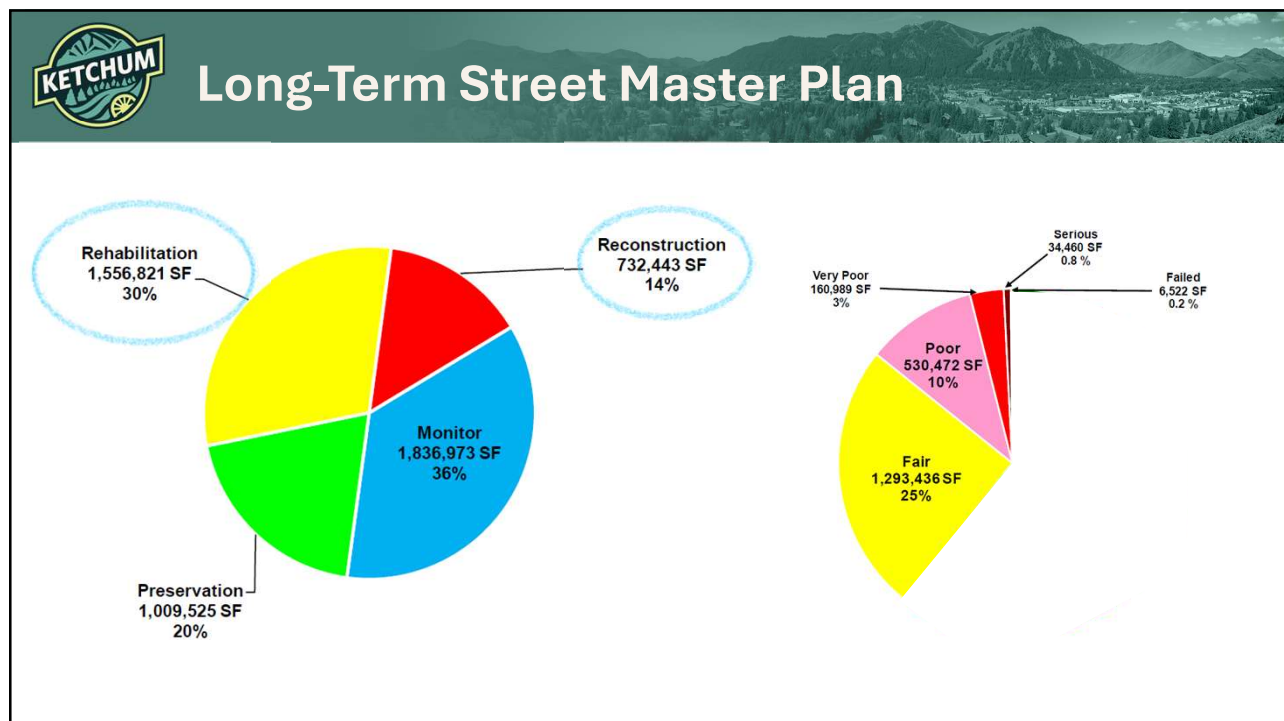 KETCHUM
Long-Term Street Master Plan
Rehabilitation
1,556,821 SF
30%
Reconstruction
732,443 SF
14%
Monitor
1,836,973 SF
36%
Preservation
1,009,525 SF
20%
Serious
34,460 SF
0.8 %
Very Poor
160,989 SF
3%
Failed
6,522 SF
0.2 %
Poor
530,472 SF
10%
Fair
1,293,436 SF
25%